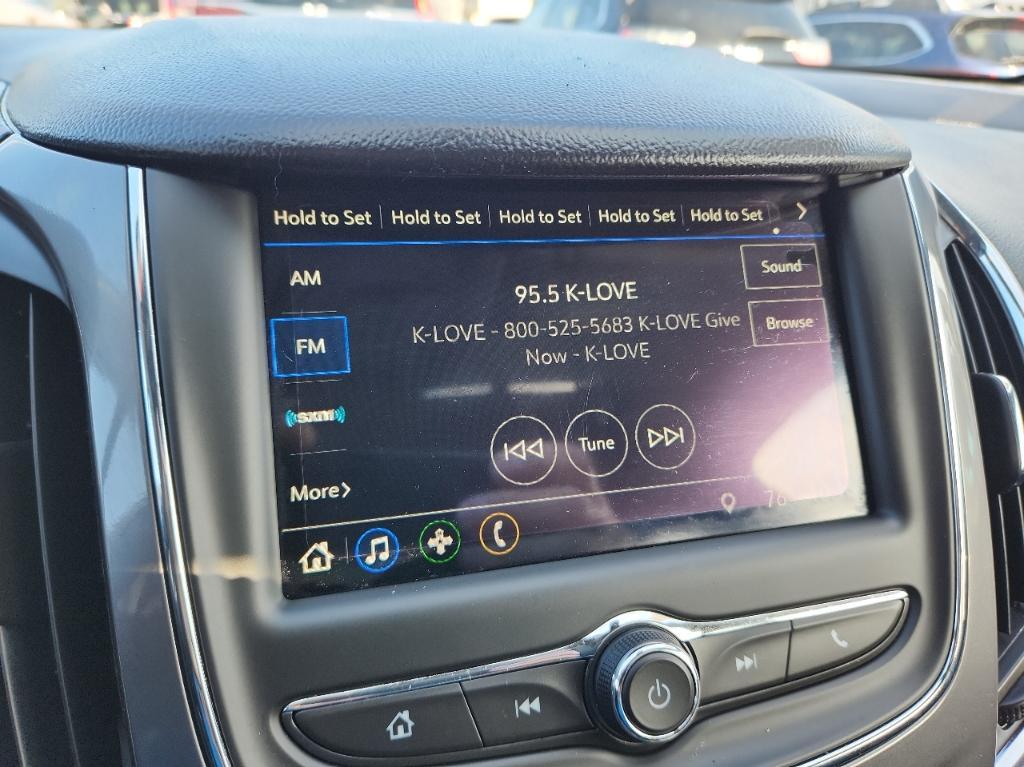 Hold to Set Hold to Set Hold to Set Hold to Set Hold to Set
AM
Sound
95.5 K-LOVE
FM
K-LOVE - 800-525-5683 K-LOVE Give
Now - K-LOVE
Browse
sxm
Tune
More